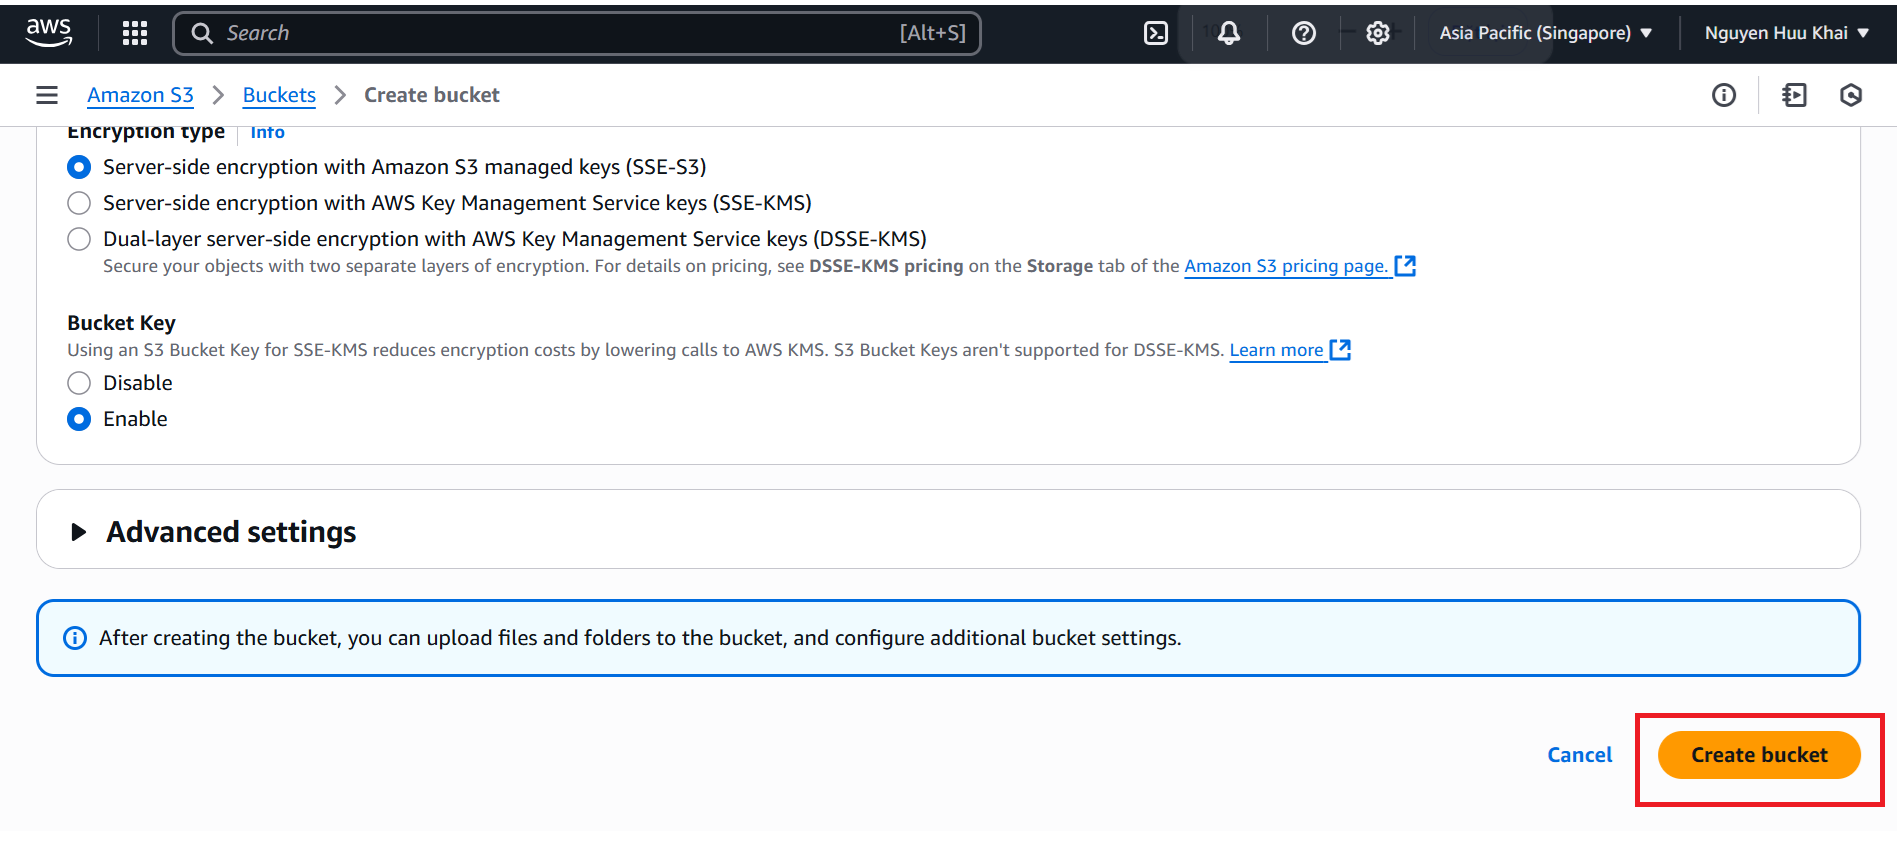 aws
Search [Alt+S] Asia Pacific (Singapore) Nguyen Huu Khai
Amazon S3 Buckets Create bucket
Encryption type Info
Server-side encryption with Amazon S3 managed keys (SSE-S3)
Server-side encryption with AWS Key Management Service keys (SSE-KMS)
Dual-layer server-side encryption with AWS Key Management Service keys (DSSE-KMS)
Secure your objects with two separate layers of encryption. For details on pricing, see DSSE-KMS pricing on the Storage tab of the Amazon S3 pricing page.
Bucket Key
Using an S3 Bucket Key for SSE-KMS reduces encryption costs by lowering calls to AWS KMS. S3 Bucket Keys aren't supported for DSSE-KMS. Learn more
Disable
Enable
Advanced settings
After creating the bucket, you can upload files and folders to the bucket, and configure additional bucket settings.
Cancel Create bucket